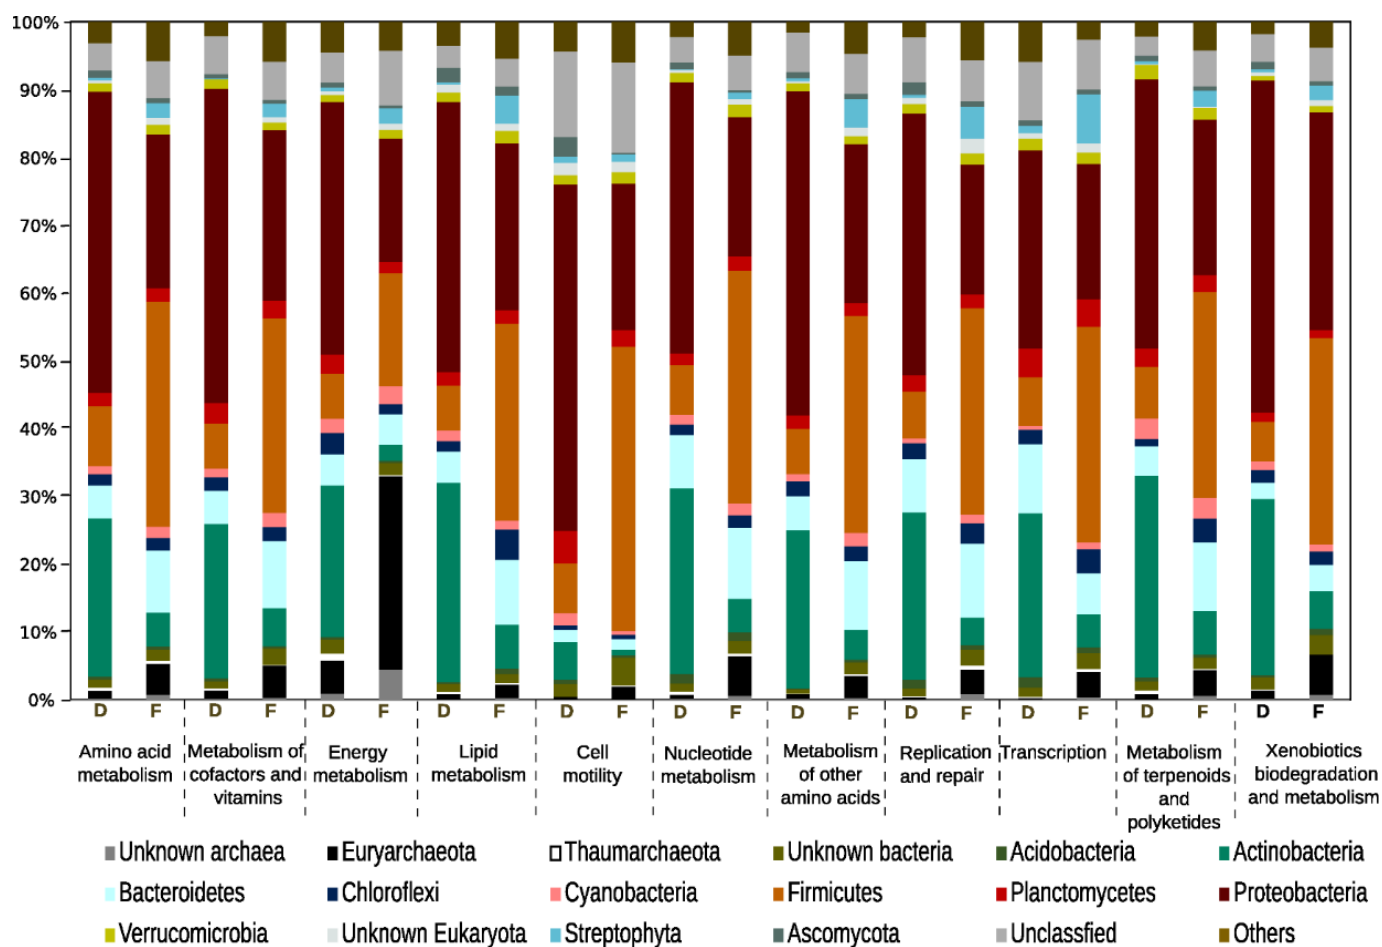 100%
90%
80%
70%
60%
50%
40%
30%
20%
10%
0%
D F D F D F D F D F D F D F D F D F D F D F
Amino acid
metabolism
Metabolism of
cofactors and
vitamins
Energy
metabolism
Lipid
metabolism
Cell
motility
Nucleotide
metabolism
Metabolism
of other
amino acids
Replication
and repair
Transcription
Metabolism
of terpenoids
and
polyketides
Xenobiotics
biodegradation
and metabolism
Unknown archaea Euryarchaeota Thaumarchaeota Unknown bacteria Acidobacteria Actinobacteria
Bacteroidetes Chloroflexi Cyanobacteria Firmicutes Planctomycetes Proteobacteria
Verrucomicrobia Unknown Eukaryota Streptophyta Ascomycota Unclassfied Others